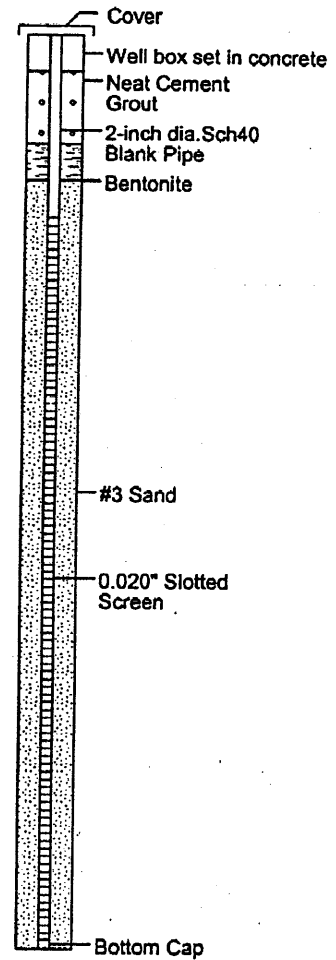 Cover
Well box set in concrete
Neat Cement
Grout
2-inch dia.Sch40
Blank Pipe
Bentonite
#3 Sand
0.020" Slotted
Screen
Bottom Cap